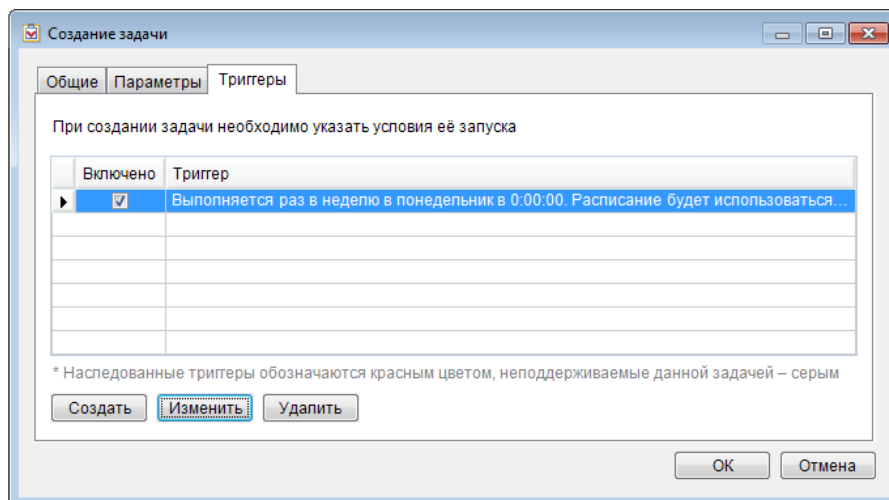 Создание задачи
Общие Параметры Триггеры
При создании задачи необходимо указать условия её запуска
Включено Триггер
Выполняется раз в неделю в понедельник в 0:00:00. Расписание будет использоваться...
* Наследованные триггеры обозначаются красным цветом, неподдерживаемые данной задачей – серым
Создать Изменить Удалить
ОК Отмена